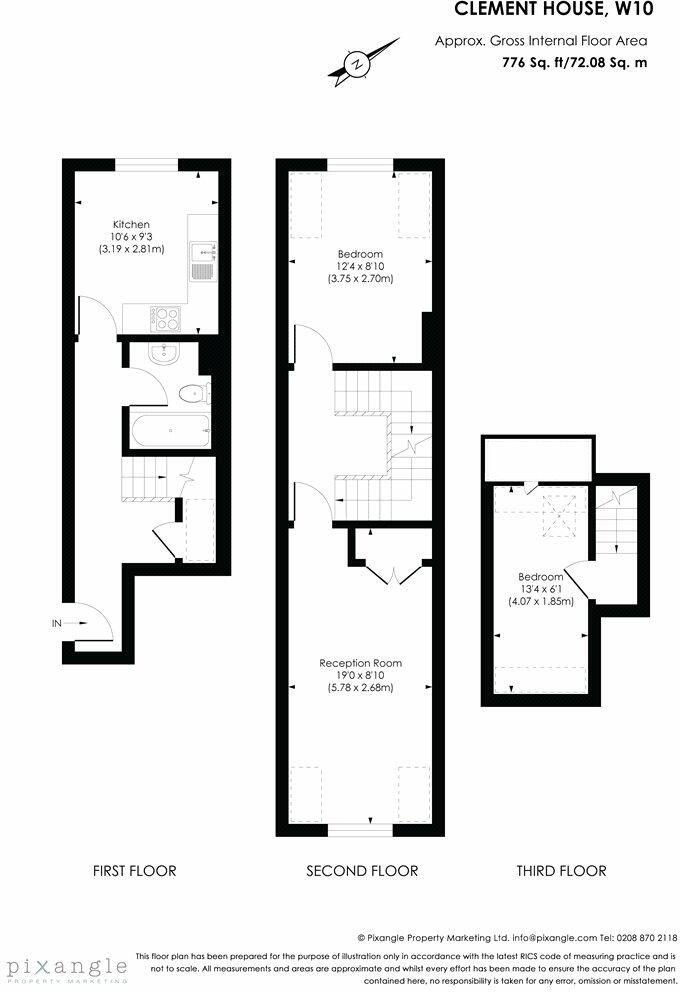 CLEMENT HOUSE, W10
Approx. Gross Internal Floor Area
776 Sq. ft/72.08 Sq. m
N
Kitchen
10'6 x 9'3
(3.19 x 2.81m)
Bedroom
12'4 x 8'10
(3.75 x 2.70m)
Bedroom
13'4 x 6'1
(4.07 x 1.85m)
IN
Reception Room
19'0 x 8'10
(5.78 x 2.68m)
FIRST FLOOR
SECOND FLOOR
THIRD FLOOR
© Pixangle Property Marketing Ltd. info@pixangle.com Tel: 0208 870 2118
pixangle
PROPERTY MARKETING
This floor plan has been prepared for the purpose of illustration only in accordance with the latest RICS code of measuring practice and is
not to scale. All measurements and areas are approximate and whilst every effort has been made to ensure the accuracy of the plan
contained here, no responsibility is taken for any error, omission or misstatement.